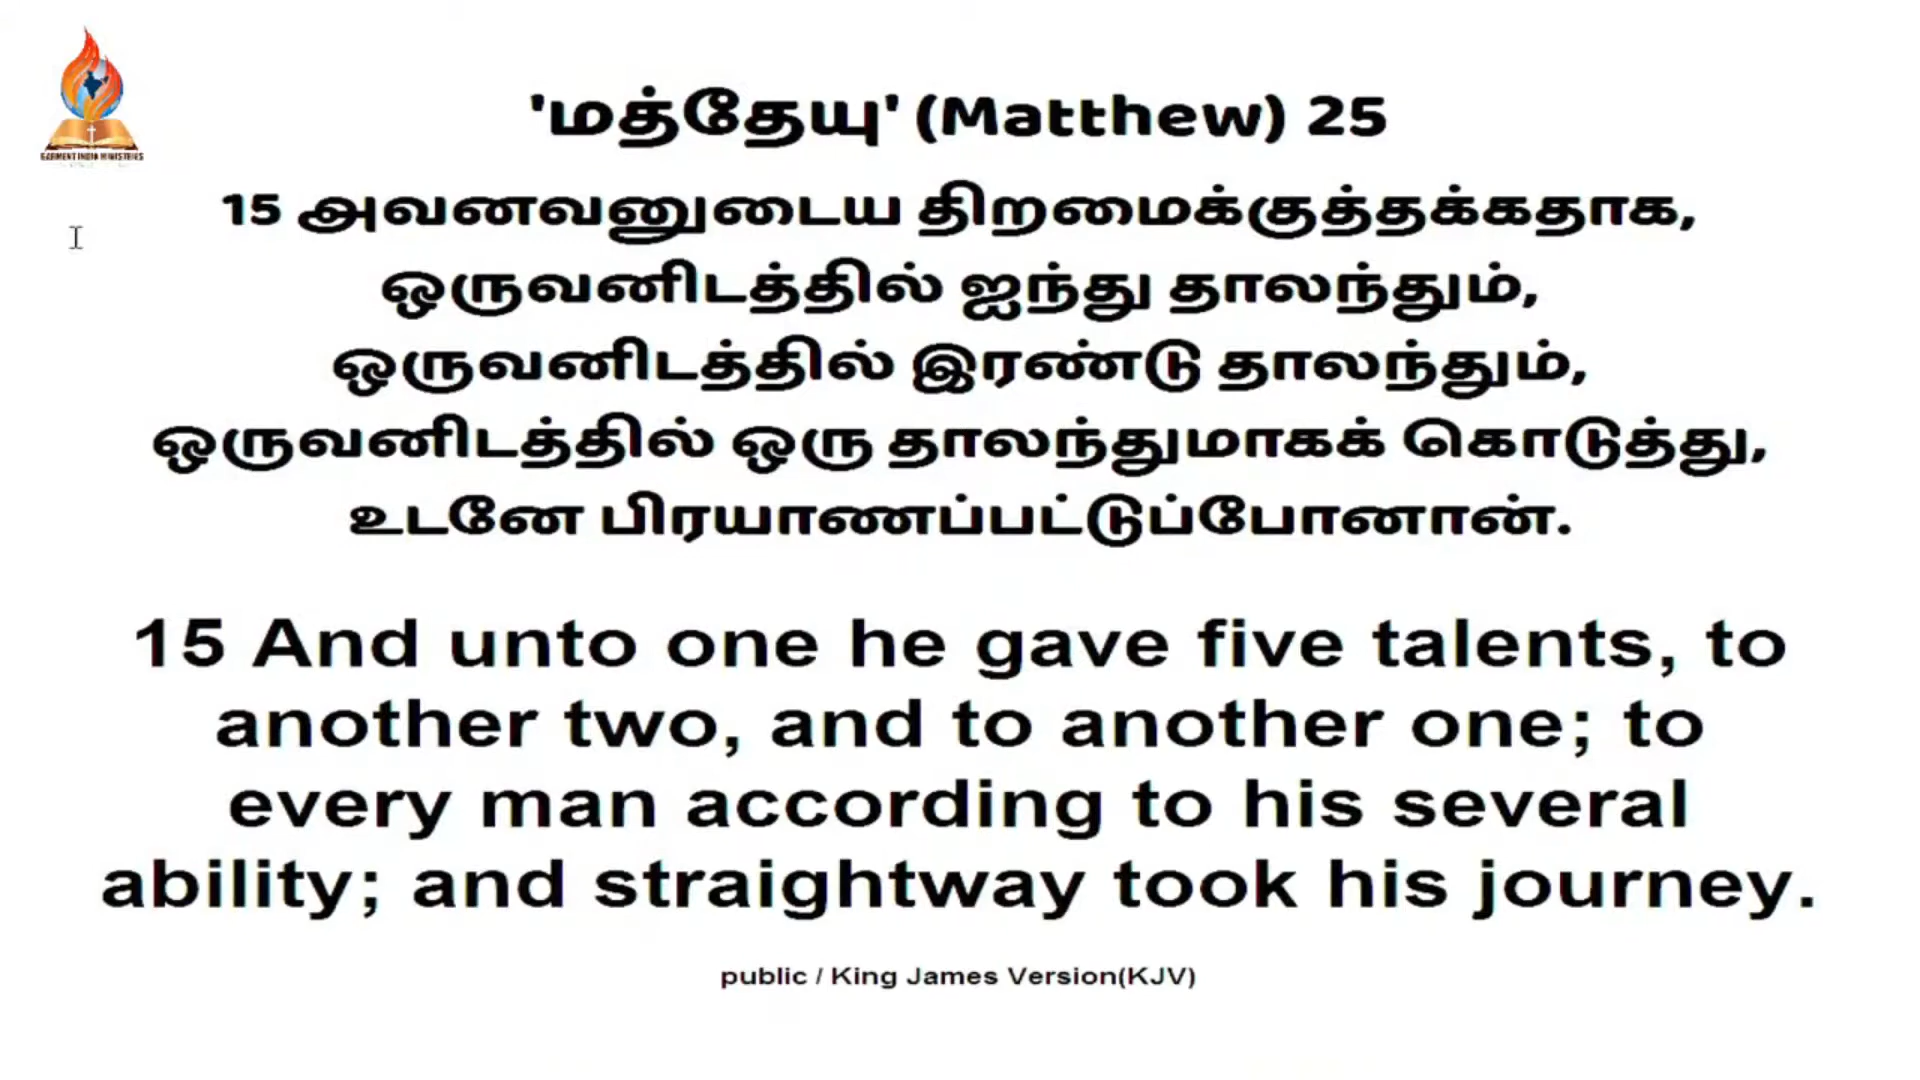 'மத்தேயு' (Matthew) 25
15 அவனவனுடைய திறமைக்குத்தக்கதாக,
ஒருவனிடத்தில் ஐந்து தாலந்தும்,
ஒருவனிடத்தில் இரண்டு தாலந்தும்,
ஒருவனிடத்தில் ஒரு தாலந்துமாகக் கொடுத்து,
உடனே பிரயாணப்பட்டுப்போனான்.
15 And unto one he gave five talents, to
another two, and to another one; to
every man according to his several
ability; and straightway took his journey.
public / King James Version(KJV)
INDIA MINISTRIES